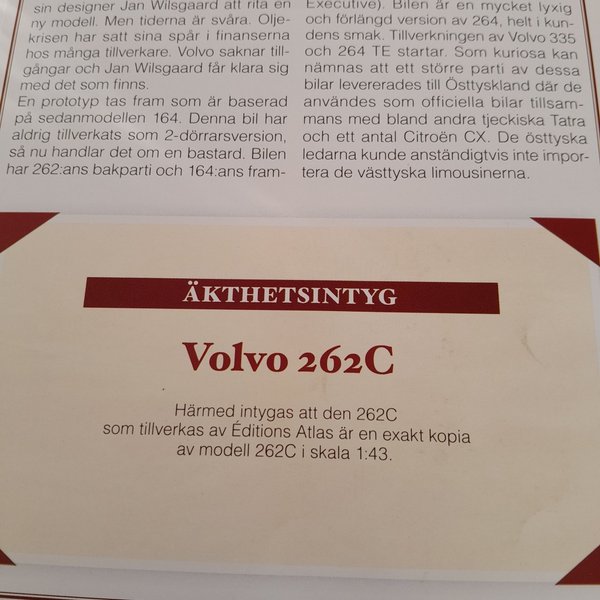 sin designer Jan Wilsgaard att rita en
ny modell. Men tiderna är svåra. Olje-
krisen har satt sina spår i finanserna
hos många tillverkare. Volvo saknar till-
gångar och Jan Wilsgaard får klara sig
med det som finns.
En prototyp tas fram som är baserad
på sedanmodellen 164. Denna bil har
aldrig tillverkats som 2-dörrarsversion,
så nu handlar det om en bastard. Bilen
har 262:ans bakparti och 164:ans fram-
Executive). Bilen är en mycket lyxig
och förlängd version av 264, helt i kun-
dens smak. Tillverkningen av Volvo 335
och 264 TE startar. Som kuriosa kan
nämnas att ett större parti av dessa
bilar levererades till Östtyskland där de
användes som officiella bilar tillsam-
mans med bland andra tjeckiska Tatra
och ett antal Citroën CX. De östtyska
ledarna kunde anständigtvis inte impor-
tera de västtyska limousinerna.
ÄKTHETSINTYG
Volvo 262C
Härmed intygas att den 262C
som tillverkas av Éditions Atlas är en exakt kopia
av modell 262C i skala 1:43.